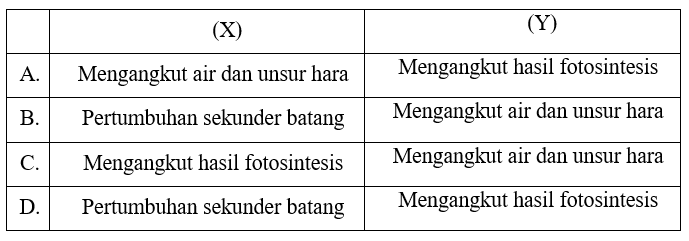 (X) (Y)
A. Mengangkut air dan unsur hara Mengangkut hasil fotosintesis
B. Pertumbuhan sekunder batang Mengangkut air dan unsur hara
C. Mengangkut hasil fotosintesis Mengangkut air dan unsur hara
D. Pertumbuhan sekunder batang Mengangkut hasil fotosintesis